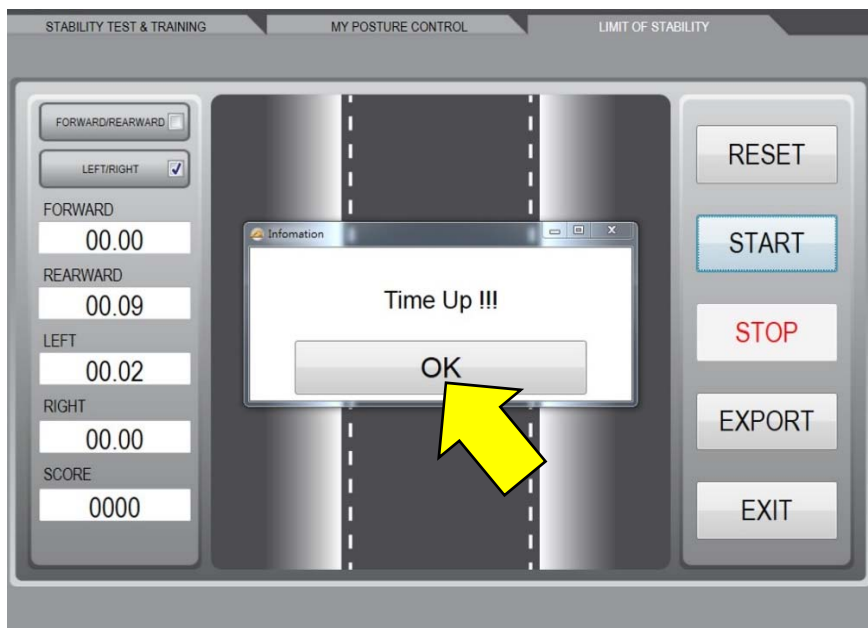 STABILITY TEST & TRAINING
MY POSTURE CONTROL
LIMIT OF STABILITY
FORWARD/REARWARD
LEFT/RIGHT
FORWARD
00.00
REARWARD
00.09
LEFT
00.02
RIGHT
00.00
SCORE
0000
Infomation
Time Up !!!
OK
RESET
START
STOP
EXPORT
EXIT